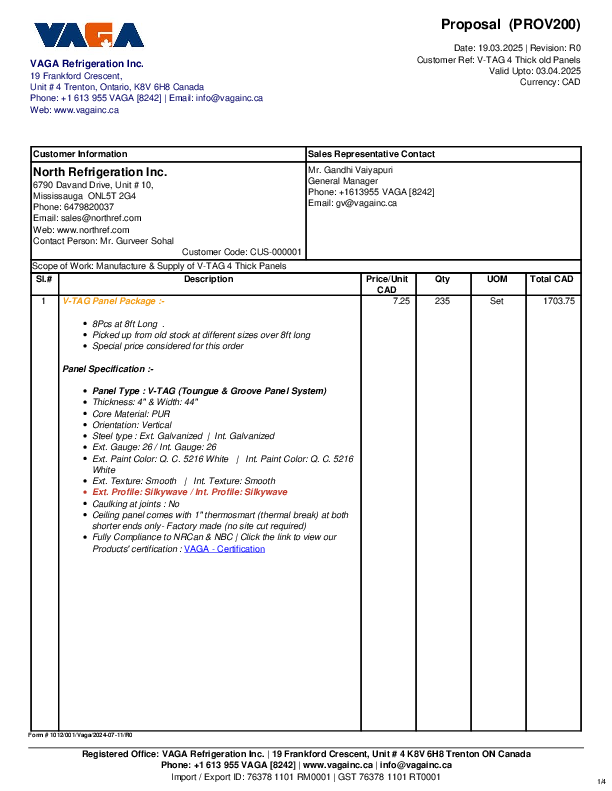 VAGA
Proposal (PROV200)
Date: 19.03.2025 | Revision: R0
Customer Ref: V-TAG 4 Thick old Panels
Valid Upto: 03.04.2025
Currency: CAD
VAGA Refrigeration Inc.
19 Frankford Crescent,
Unit # 4 Trenton, Ontario, K8V 6H8 Canada
Phone: +1 613 955 VAGA [8242] | Email: info@vagainc.ca
Web: www.vagainc.ca
Customer Information
Sales Representative Contact
North Refrigeration Inc.
6790 Davand Drive, Unit # 10,
Mississauga ONL5T 2G4
Phone: 6479820037
Email: sales@northref.com
Web: www.northref.com
Contact Person: Mr. Gurveer Sohal
Customer Code: CUS-000001
Mr. Gandhi Vaiyapuri
General Manager
Phone: +1613955 VAGA [8242]
Email: gv@vagainc.ca
Scope of Work: Manufacture & Supply of V-TAG 4 Thick Panels
Sl.# Description Price/Unit CAD Qty UOM Total CAD
1 V-TAG Panel Package :- 7.25 235 Set 1703.75
• 8Pcs at 8ft Long .
• Picked up from old stock at different sizes over 8ft long
• Special price considered for this order
Panel Specification :-
• Panel Type : V-TAG (Toungue & Groove Panel System)
• Thickness: 4" & Width: 44"
• Core Material: PUR
• Orientation: Vertical
• Steel type : Ext. Galvanized | Int. Galvanized
• Ext. Gauge: 26 / Int. Gauge: 26
• Ext. Paint Color: Q. C. 5216 White | Int. Paint Color: Q. C. 5216
White
• Ext. Texture: Smooth | Int. Texture: Smooth
• Ext. Profile: Silkywave / Int. Profile: Silkywave
• Caulking at joints : No
• Ceiling panel comes with 1" thermosmart (thermal break) at both
shorter ends only- Factory made (no site cut required)
• Fully Compliance to NRCan & NBC | Click the link to view our
Products' certification : VAGA - Certification
Form # 1012/001/Vaga/2024-07-11/R0
Registered Office: VAGA Refrigeration Inc. | 19 Frankford Crescent, Unit # 4 K8V 6H8 Trenton ON Canada
Phone: +1 613 955 VAGA [8242] | www.vagainc.ca | info@vagainc.ca
Import / Export ID: 76378 1101 RM0001 | GST 76378 1101 RT0001
1/4